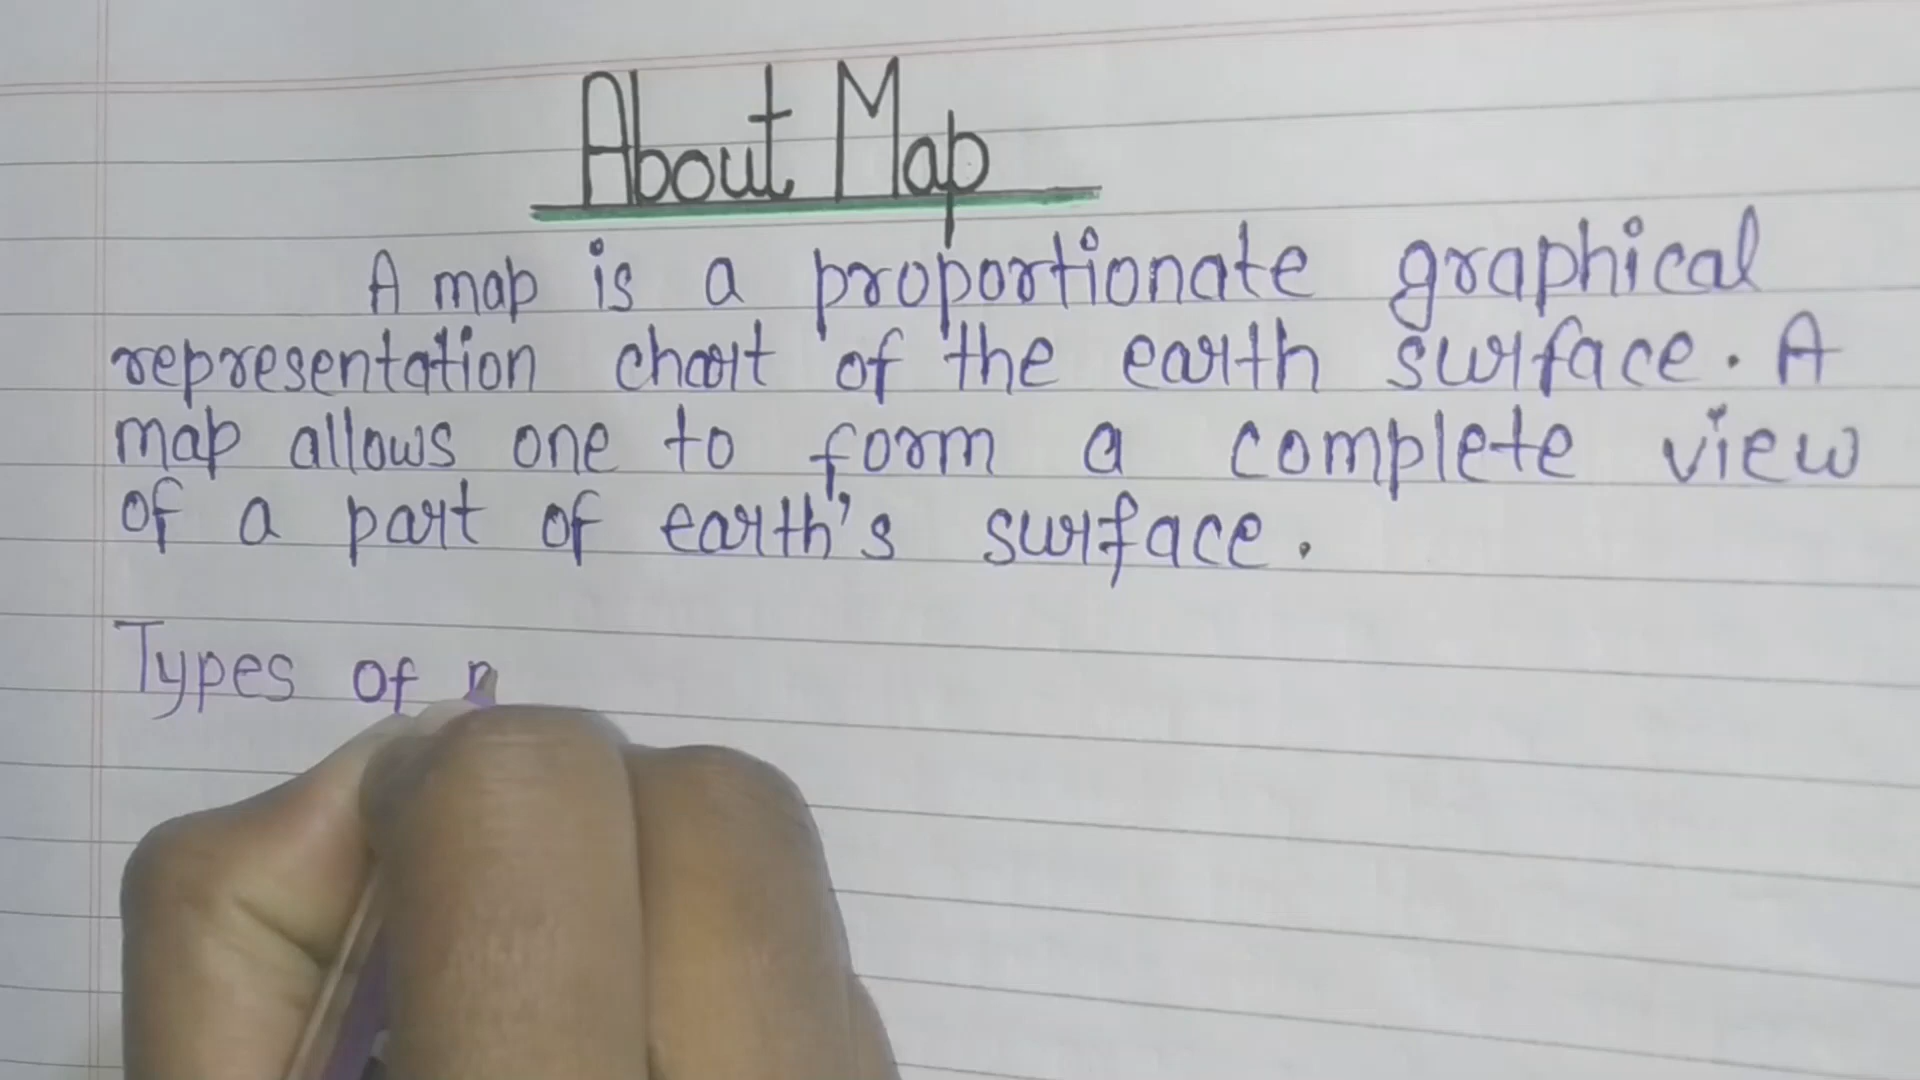 About Map
A map is a proportionate graphical
representation chart of the earth surface. A
map allows one to form a complete view
of a part of earth's surface.
Types of